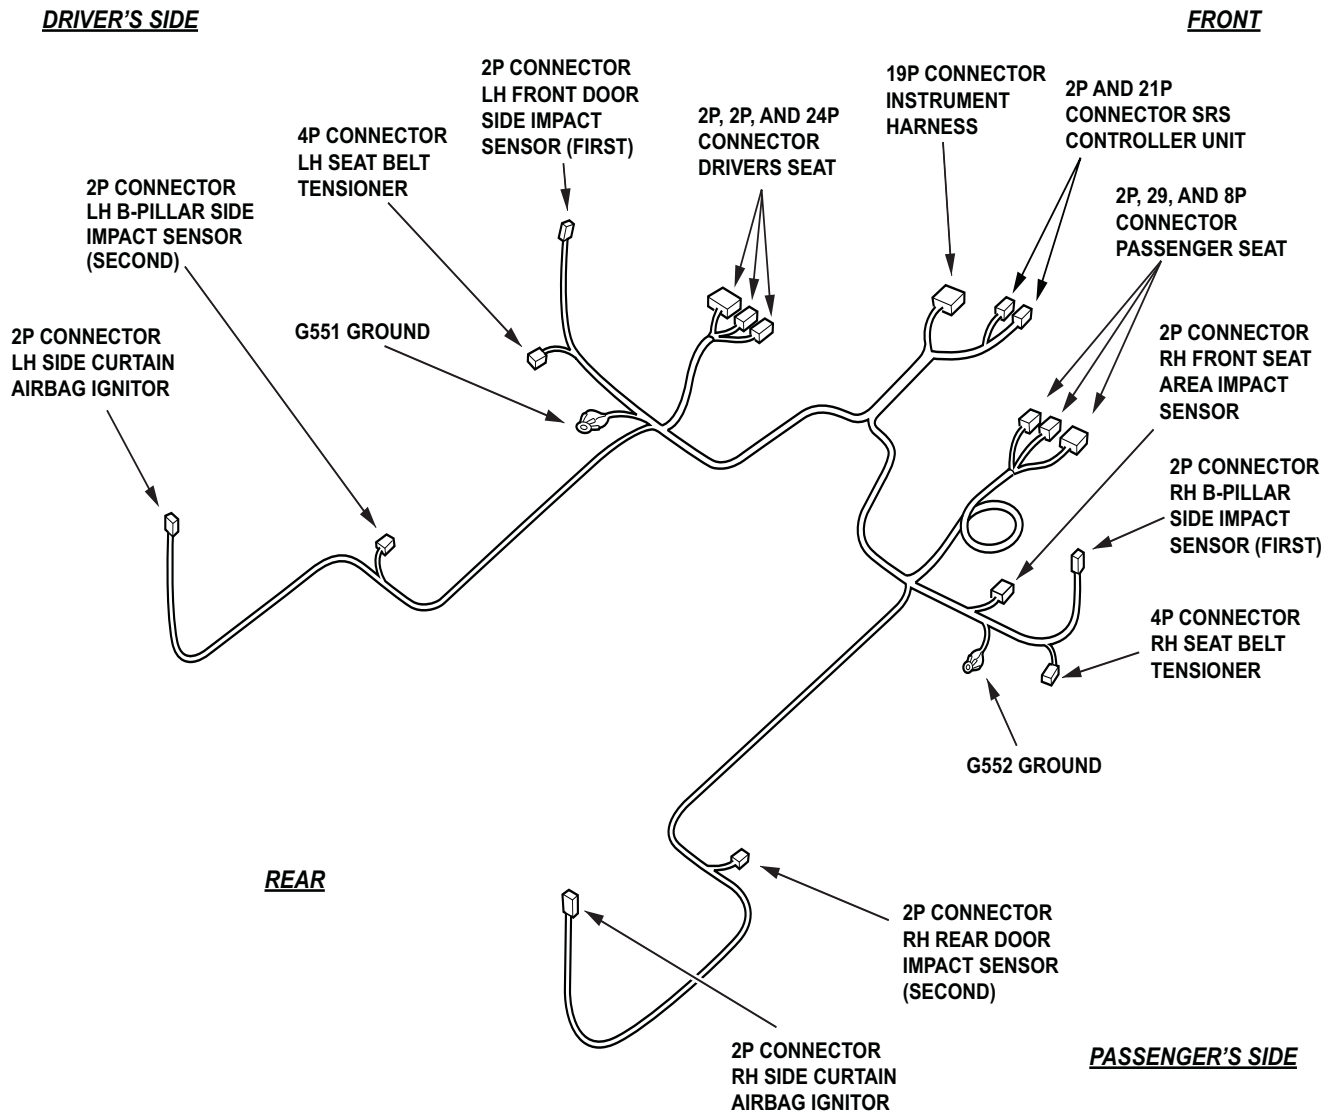 DRIVER'S SIDE
FRONT
2P CONNECTOR
LH FRONT DOOR
SIDE IMPACT
SENSOR (FIRST)
19P CONNECTOR
INSTRUMENT
HARNESS
2P AND 21P
CONNECTOR SRS
CONTROLLER UNIT
4P CONNECTOR
LH SEAT BELT
TENSIONER
2P, 2P, AND 24P
CONNECTOR
DRIVERS SEAT
2P CONNECTOR
LH B-PILLAR SIDE
IMPACT SENSOR
(SECOND)
2P, 29, AND 8P
CONNECTOR
PASSENGER SEAT
2P CONNECTOR
LH SIDE CURTAIN
AIRBAG IGNITOR
G551 GROUND
2P CONNECTOR
RH FRONT SEAT
AREA IMPACT
SENSOR
2P CONNECTOR
RH B-PILLAR
SIDE IMPACT
SENSOR (FIRST)
4P CONNECTOR
RH SEAT BELT
TENSIONER
G552 GROUND
REAR
2P CONNECTOR
RH REAR DOOR
IMPACT SENSOR
(SECOND)
2P CONNECTOR
RH SIDE CURTAIN
AIRBAG IGNITOR
PASSENGER'S SIDE